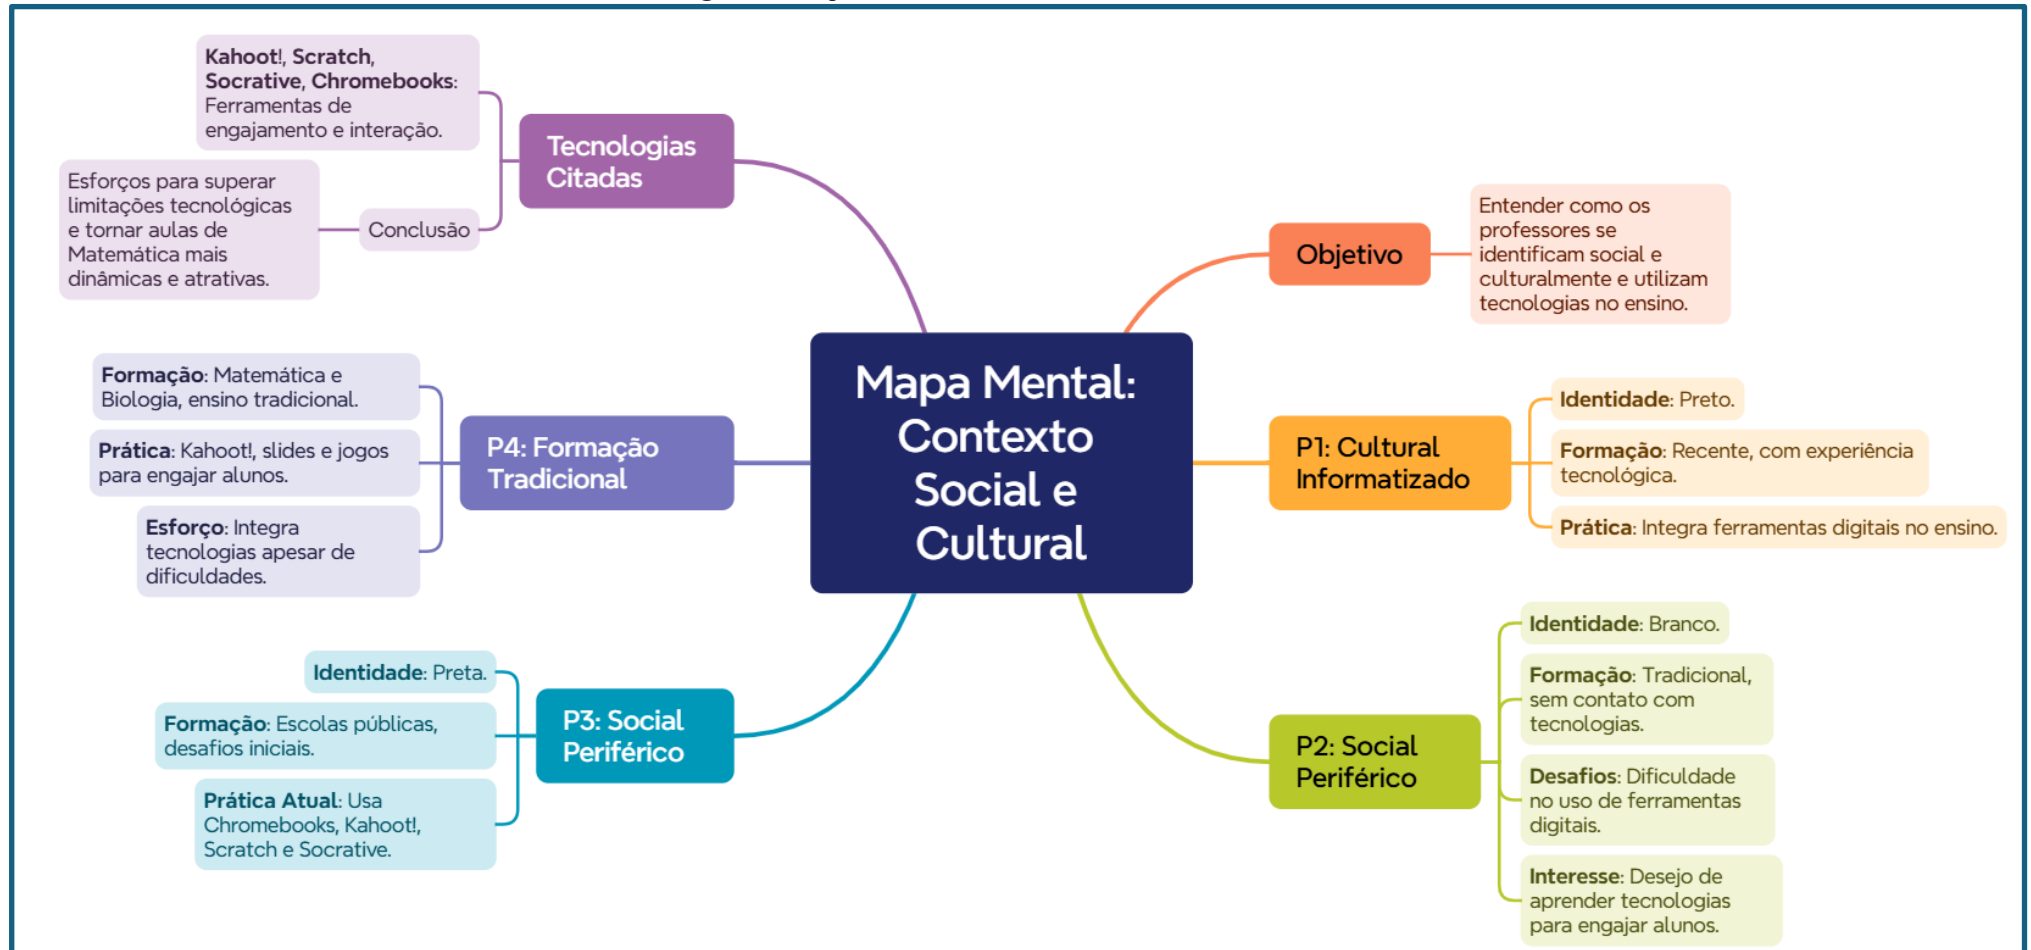 Mapa Mental:
Contexto
Social e
Cultural
Objetivo
Entender como os
professores se
identificam social e
culturalmente e utilizam
tecnologias no ensino.
P1: Cultural
Informatizado
Identidade: Preto.
Formação: Recente, com experiência
tecnológica.
Prática: Integra ferramentas digitais no ensino.
P2: Social
Periférico
Identidade: Branco.
Formação: Tradicional,
sem contato com
tecnologias.
Desafios: Dificuldade
no uso de ferramentas
digitais.
Interesse: Desejo de
aprender tecnologias
para engajar alunos.
P3: Social
Periférico
Identidade: Preta.
Formação: Escolas públicas,
desafios iniciais.
Prática Atual: Usa
Chromebooks, Kahoot!,
Scratch e Socrative.
P4: Formação
Tradicional
Formação: Matemática e
Biologia, ensino tradicional.
Prática: Kahoot!, slides e jogos
para engajar alunos.
Esforço: Integra
tecnologias apesar de
dificuldades.
Tecnologias
Citadas
Kahoot!, Scratch,
Socrative, Chromebooks:
Ferramentas de
engajamento e interação.
Conclusão
Esforços para superar
limitações tecnológicas
e tornar aulas de
Matemática mais
dinâmicas e atrativas.